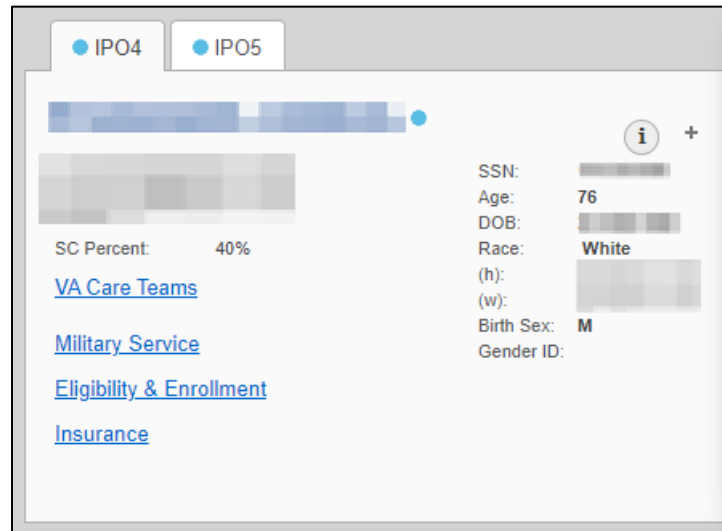 IPO4 IPO5
i +
SSN:
Age: 76
DOB:
SC Percent: 40% Race: White
VA Care Teams (h):
(w):
Birth Sex: M
Military Service Gender ID:
Eligibility & Enrollment
Insurance